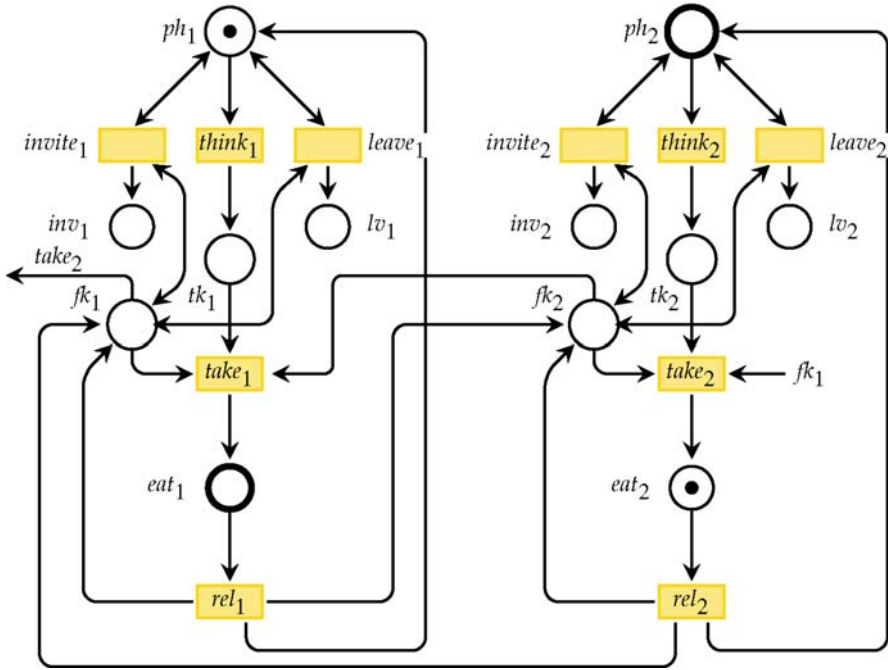 ph1 ph2
invite1 think1 leave1 invite2 think2 leave2
inv1 lv1 inv2 lv2
take2
fk1 tk1 fk2 tk2
take1 take2 fk1
eat1 eat2
rel1 rel2